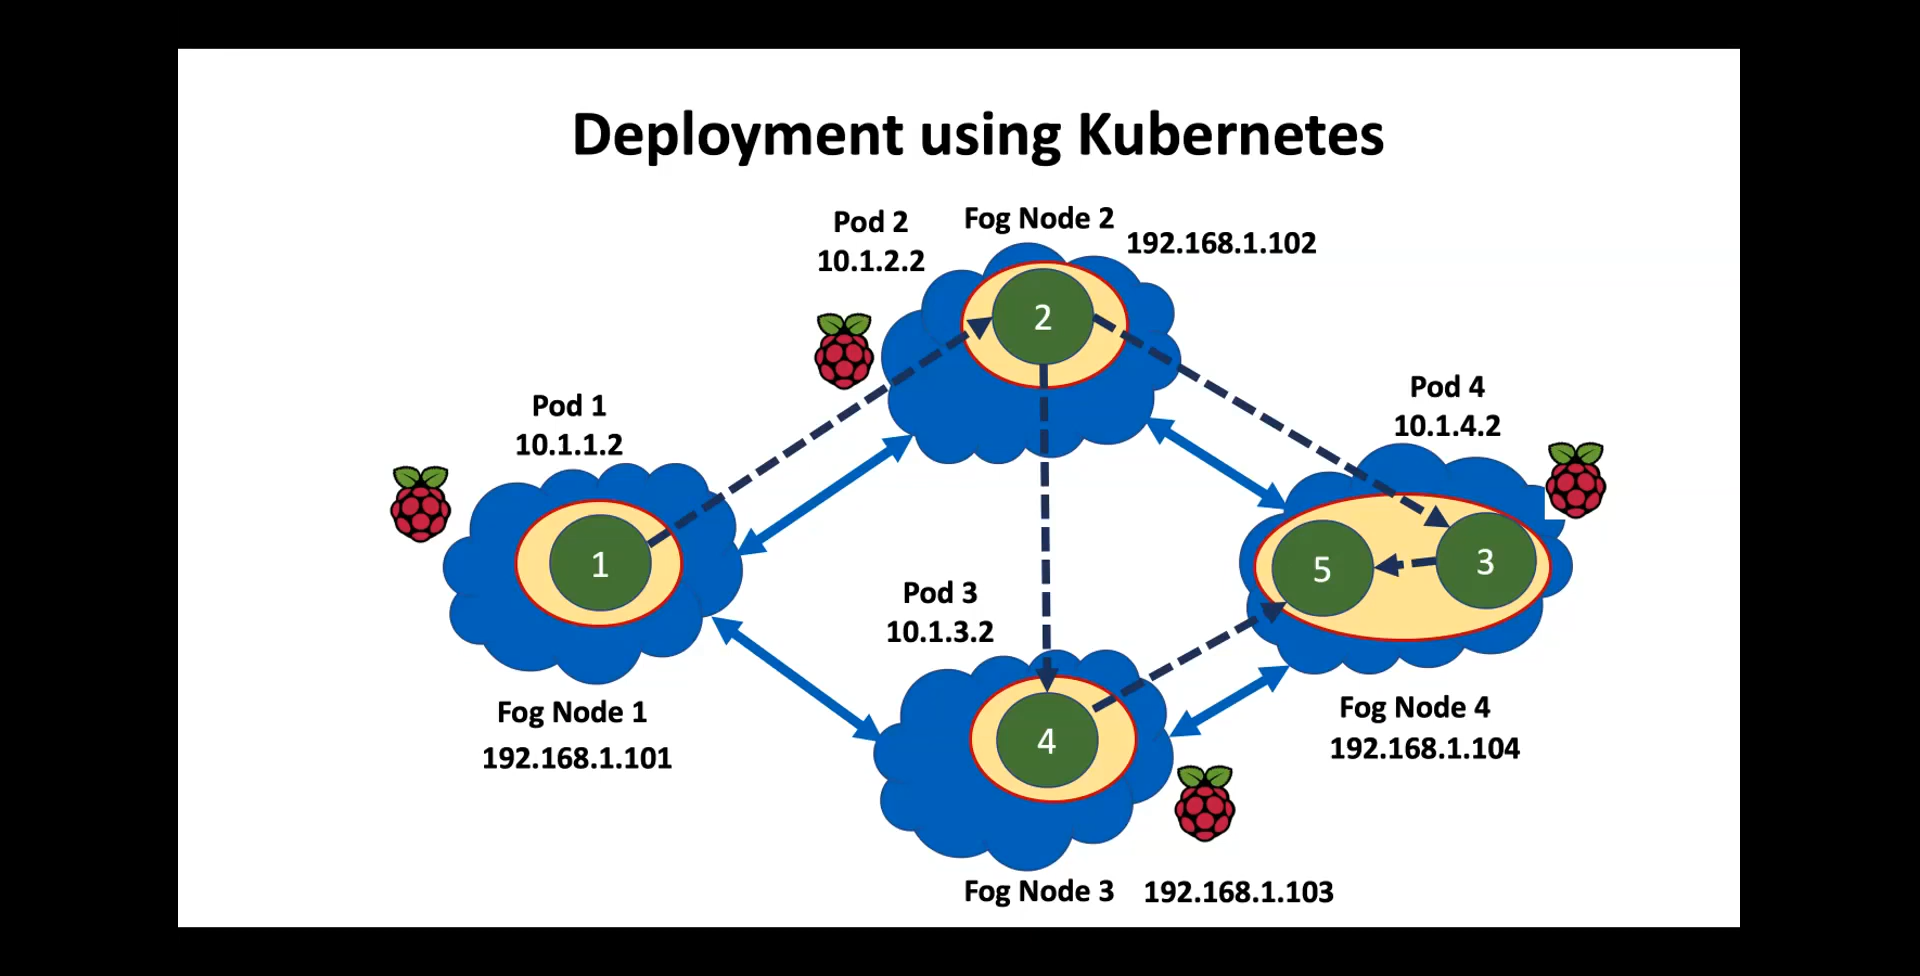 Deployment using Kubernetes
Pod 2
10.1.2.2
Fog Node 2
192.168.1.102
2
Pod 1
10.1.1.2
1
Fog Node 1
192.168.1.101
Pod 4
10.1.4.2
5
3
Fog Node 4
192.168.1.104
Pod 3
10.1.3.2
4
Fog Node 3
192.168.1.103